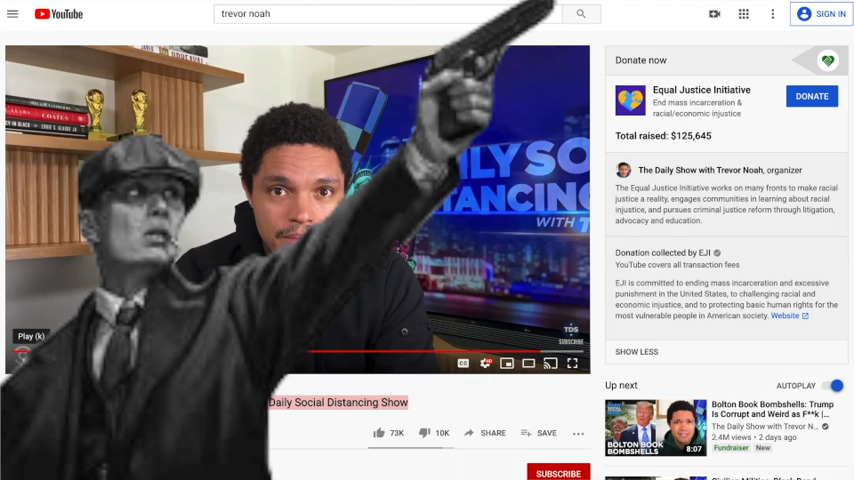 YouTube
trevor noah
SIGN IN
COATES
DAILY SO
TANCING
WITH T
TDS
SUBSCRIBE
Play (k)
CC
HD
Daily Social Distancing Show
73K
10K
SHARE
SAVE
SUBSCRIBE
Donate now
Equal Justice Initiative
End mass incarceration &
racial/economic injustice
DONATE
Total raised: $125,645
The Daily Show with Trevor Noah, organizer
The Equal Justice Initiative works on many fronts to make racial
justice a reality, engages communities in learning about racial
injustice, and pursues criminal justice reform through litigation,
advocacy and education.
Donation collected by EJI
YouTube covers all transaction fees
EJI is committed to ending mass incarceration and excessive
punishment in the United States, to challenging racial and
economic injustice, and to protecting basic human rights for the
most vulnerable people in American society. Website
SHOW LESS
Up next
AUTOPLAY
BOLTON BOOK
BOMBSHELLS
8:07
Bolton Book Bombshells: Trump
Is Corrupt and Weird as F**k |...
The Daily Show with Trevor N...
2.4M views • 2 days ago
Fundraiser New